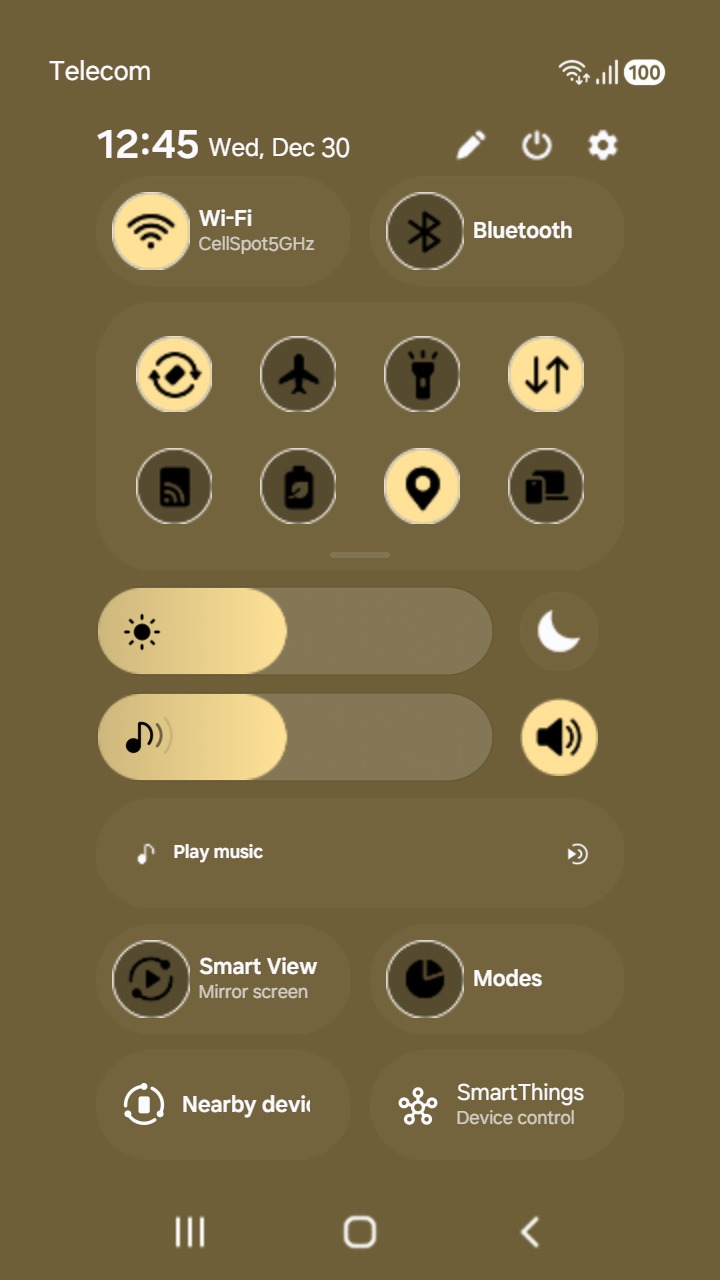 Telecom
100
12:45 Wed, Dec 30
Wi-Fi
CellSpot5GHz
Bluetooth
Play music
Smart View
Mirror screen
Modes
Nearby devi
SmartThings
Device control